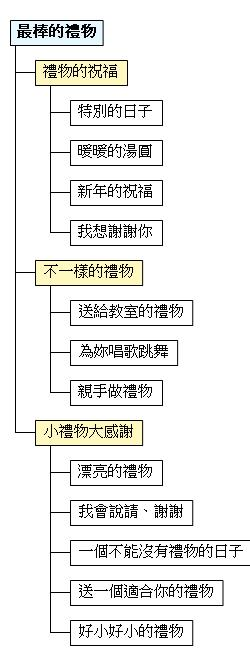 最棒的禮物
禮物的祝福
特別的日子
暖暖的湯圓
新年的祝福
我想謝謝你
不一樣的禮物
送給教室的禮物
為妳唱歌跳舞
親手做禮物
小禮物大感謝
漂亮的禮物
我會說請、謝謝
一個不能沒有禮物的日子
送一個適合你的禮物
好小好小的禮物